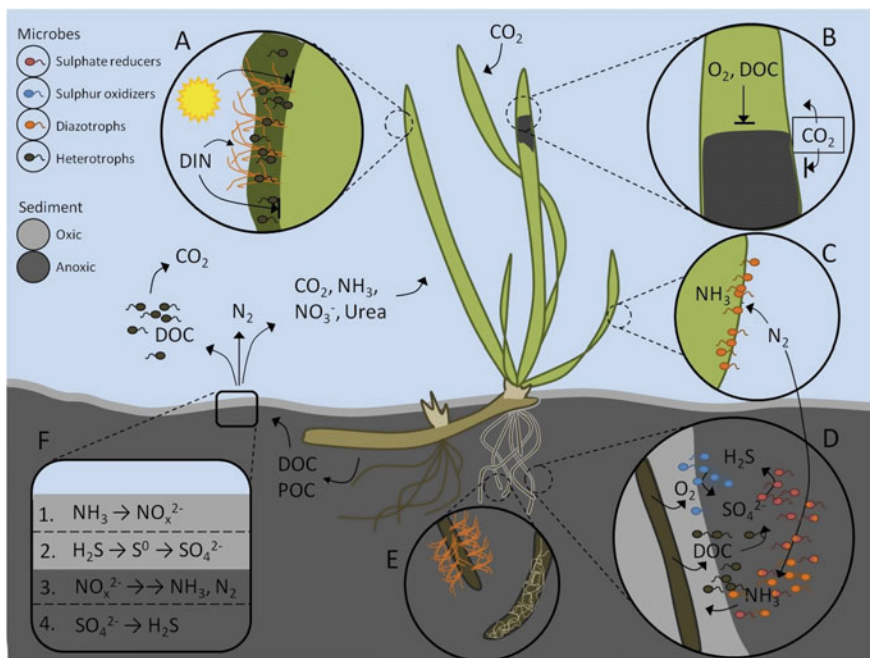 Microbes
Sulphate reducers
Sulphur oxidizers
Diazotrophs
Heterotrophs
Sediment
Oxic
Anoxic
A
DIN
CO₂
B
O₂, DOC
CO₂
C
NH₃
N₂
CO₂
DOC
N₂
CO₂, NH₃,
NO₃⁻, Urea
DOC
POC
D
H₂S
O₂
SO₄²⁻
DOC
NH₃
E
F
1. NH₃ → NOₓ²⁻
2. H₂S → S⁰ → SO₄²⁻
3. NOₓ²⁻ →→ NH₃, N₂
4. SO₄²⁻ → H₂S